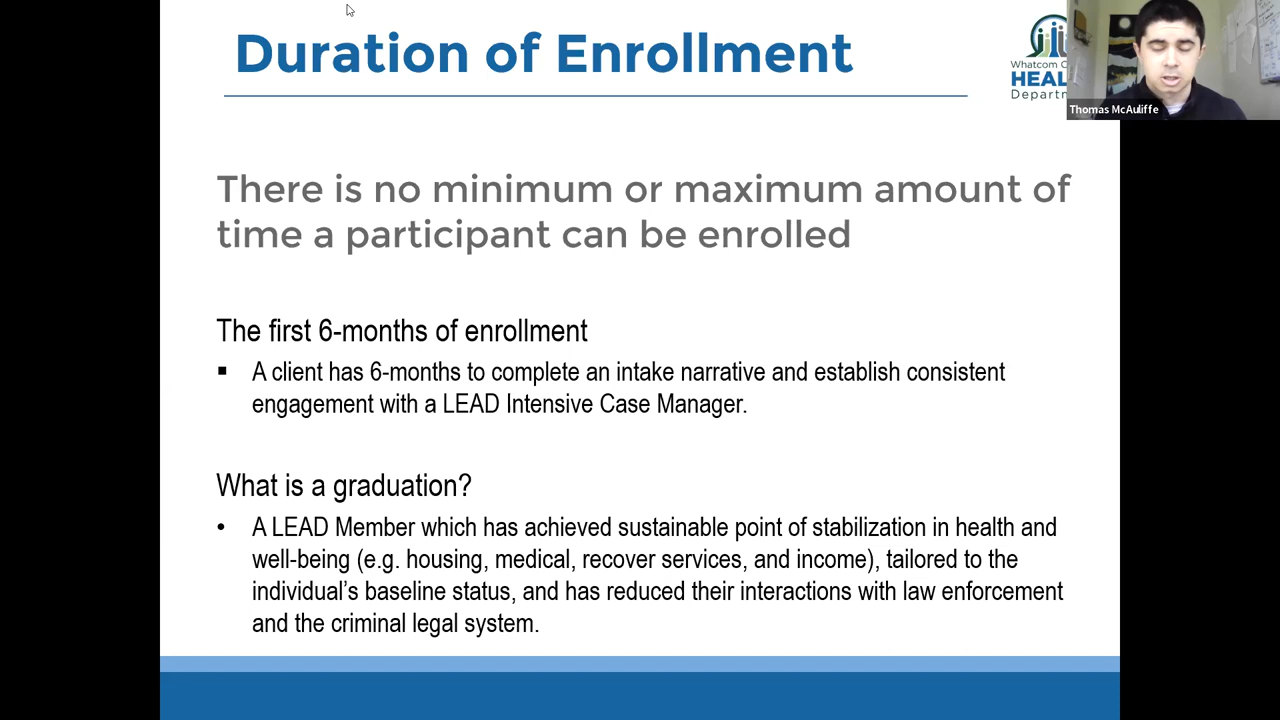 Duration of Enrollment
Whatcom C
HEAL
Departm
Thomas McAuliffe
There is no minimum or maximum amount of
time a participant can be enrolled
The first 6-months of enrollment
▪ A client has 6-months to complete an intake narrative and establish consistent
engagement with a LEAD Intensive Case Manager.
What is a graduation?
• A LEAD Member which has achieved sustainable point of stabilization in health and
well-being (e.g. housing, medical, recover services, and income), tailored to the
individual’s baseline status, and has reduced their interactions with law enforcement
and the criminal legal system.